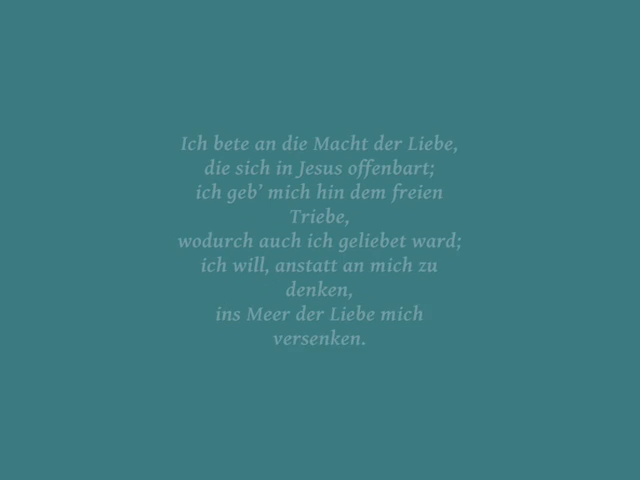 Ich bete an die Macht der Liebe,
die sich in Jesus offenbart;
ich geb’ mich hin dem freien
Triebe,
wodurch auch ich geliebet ward;
ich will, anstatt an mich zu
denken,
ins Meer der Liebe mich
versenken.